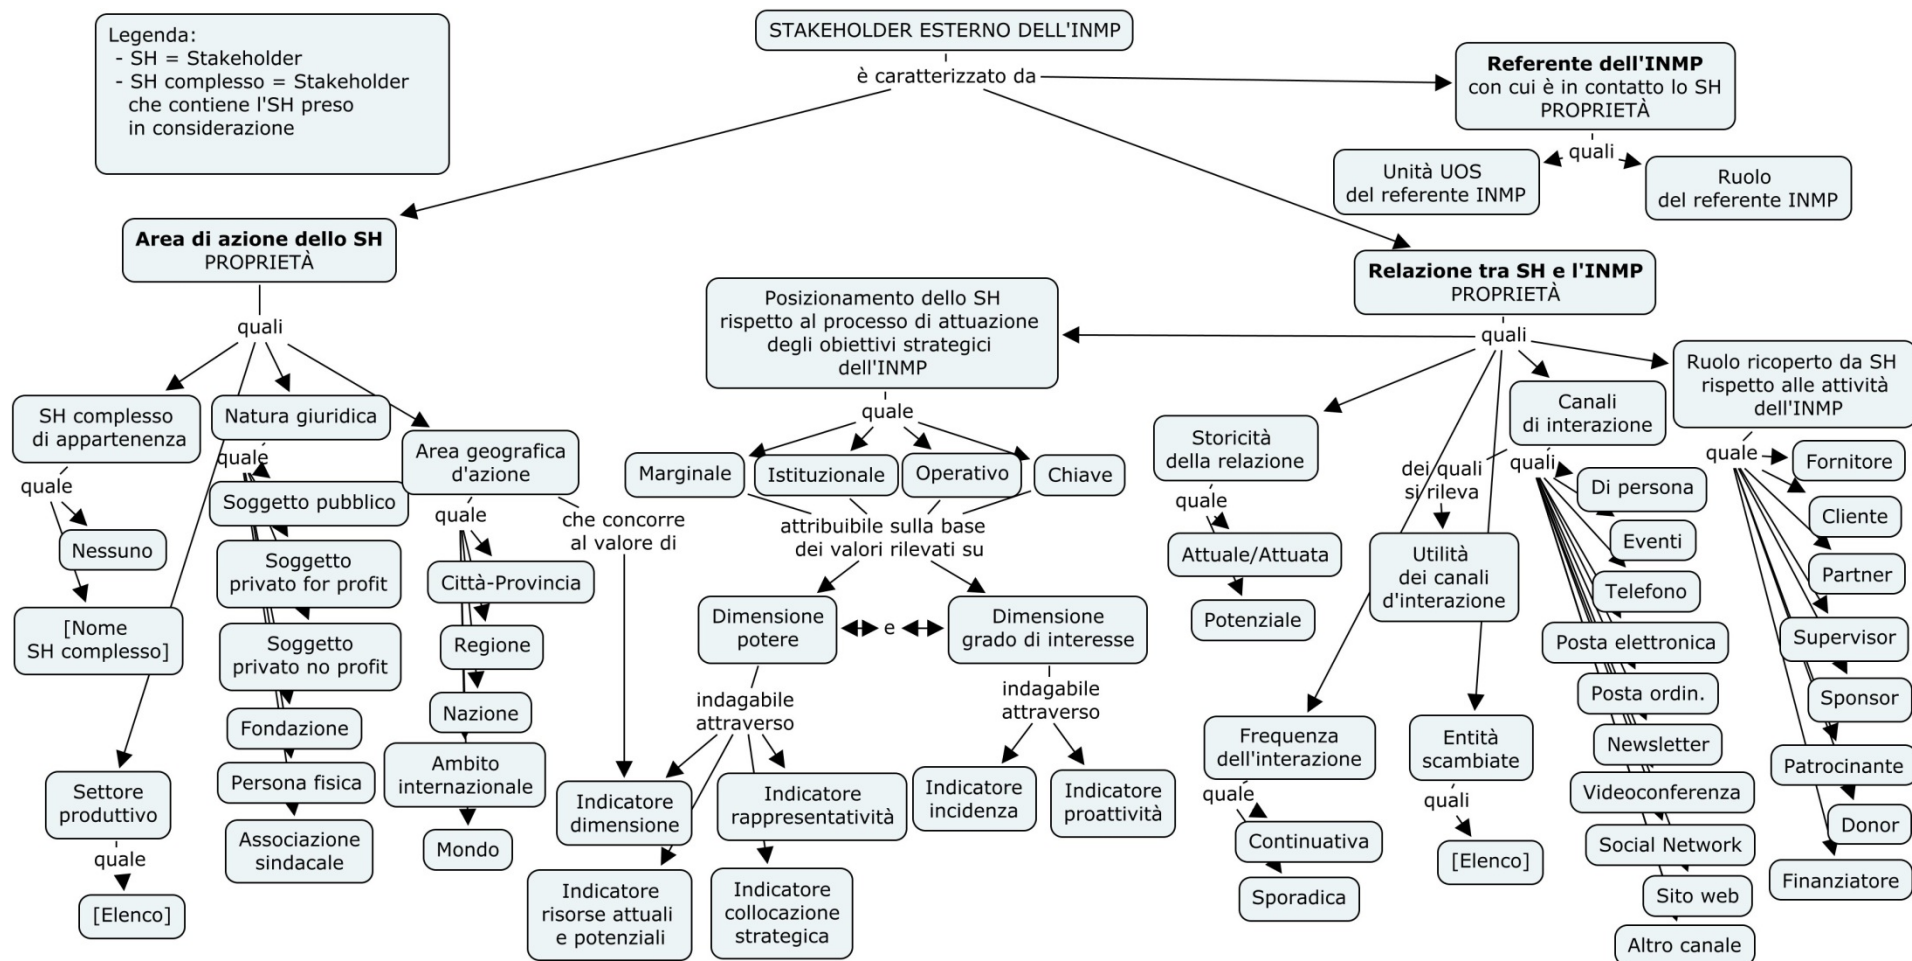 Legenda:
- SH = Stakeholder
- SH complesso = Stakeholder
che contiene l'SH preso
in considerazione
STAKEHOLDER ESTERNO DELL'INMP
è caratterizzato da
Referente dell'INMP
con cui è in contatto lo SH
PROPRIETÀ
quali
Unità UOS
del referente INMP
Ruolo
del referente INMP
Area di azione dello SH
PROPRIETÀ
quali
SH complesso
di appartenenza
quale
Nessuno
[Nome
SH complesso]
Settore
produttivo
quale
[Elenco]
Natura giuridica
quale
Soggetto pubblico
Soggetto
privato for profit
Soggetto
privato no profit
Fondazione
Persona fisica
Associazione
sindacale
Area geografica
d'azione
quale
Città-Provincia
Regione
Nazione
Ambito
internazionale
Mondo
che concorre
al valore di
Relazione tra SH e l'INMP
PROPRIETÀ
quali
Posizionamento dello SH
rispetto al processo di attuazione
degli obiettivi strategici
dell'INMP
quale
Marginale
Istituzionale
Operativo
Chiave
attribuibile sulla base
dei valori rilevati su
Dimensione
potere
e
Dimensione
grado di interesse
indagabile
attraverso
Indicatore
dimensione
Indicatore
rappresentatività
Indicatore
risorse attuali
e potenziali
Indicatore
collocazione
strategica
indagabile
attraverso
Indicatore
incidenza
Indicatore
proattività
Storicità
della relazione
quale
Attuale/Attuata
Potenziale
Frequenza
dell'interazione
quale
Continuativa
Sporadica
Entità
scambiate
quali
[Elenco]
Canali
di interazione
dei quali
si rileva
Utilità
dei canali
d'interazione
quali
Di persona
Eventi
Telefono
Posta elettronica
Posta ordin.
Newsletter
Videoconferenza
Social Network
Sito web
Altro canale
Ruolo ricoperto da SH
rispetto alle attività
dell'INMP
quale
Fornitore
Cliente
Partner
Supervisor
Sponsor
Patrocinante
Donor
Finanziatore